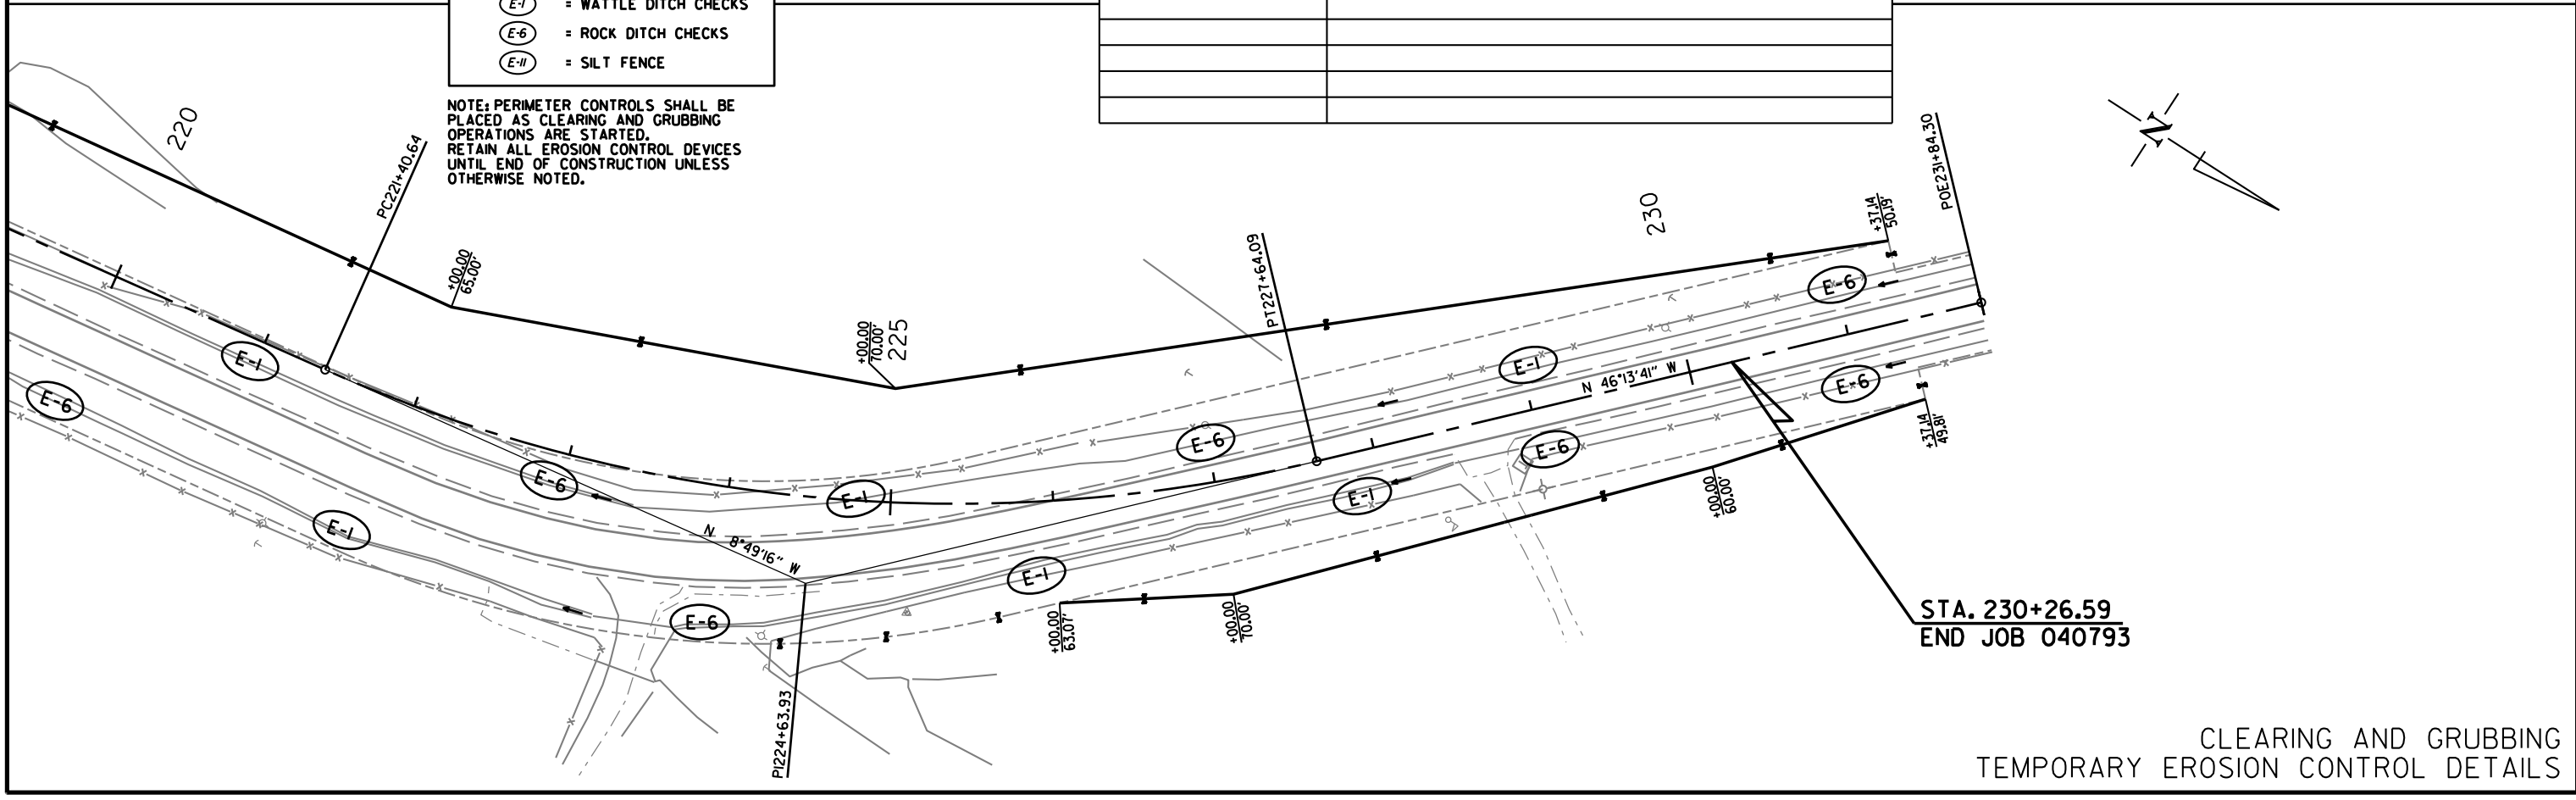 E-1 = WATTLE DITCH CHECKS
E-6 = ROCK DITCH CHECKS
E-11 = SILT FENCE
NOTE: PERIMETER CONTROLS SHALL BE
PLACED AS CLEARING AND GRUBBING
OPERATIONS ARE STARTED.
RETAIN ALL EROSION CONTROL DEVICES
UNTIL END OF CONSTRUCTION UNLESS
OTHERWISE NOTED.
220
PC221+40.64
+00.00
65.00'
+00.00
70.00'
225
PT227+64.09
230
+37.14
50.19'
POE231+84.30
N
E-1
E-6
E-1
E-6
E-1
E-6
E-1
E-6
E-6
E-6
E-1
E-1
E-6
N 46°13'41" W
N 8°49'16" W
+37.14
49.81'
+00.00
60.00'
+00.00
70.00'
+00.00
63.07'
PI224+63.93
STA. 230+26.59
END JOB 040793
CLEARING AND GRUBBING
TEMPORARY EROSION CONTROL DETAILS